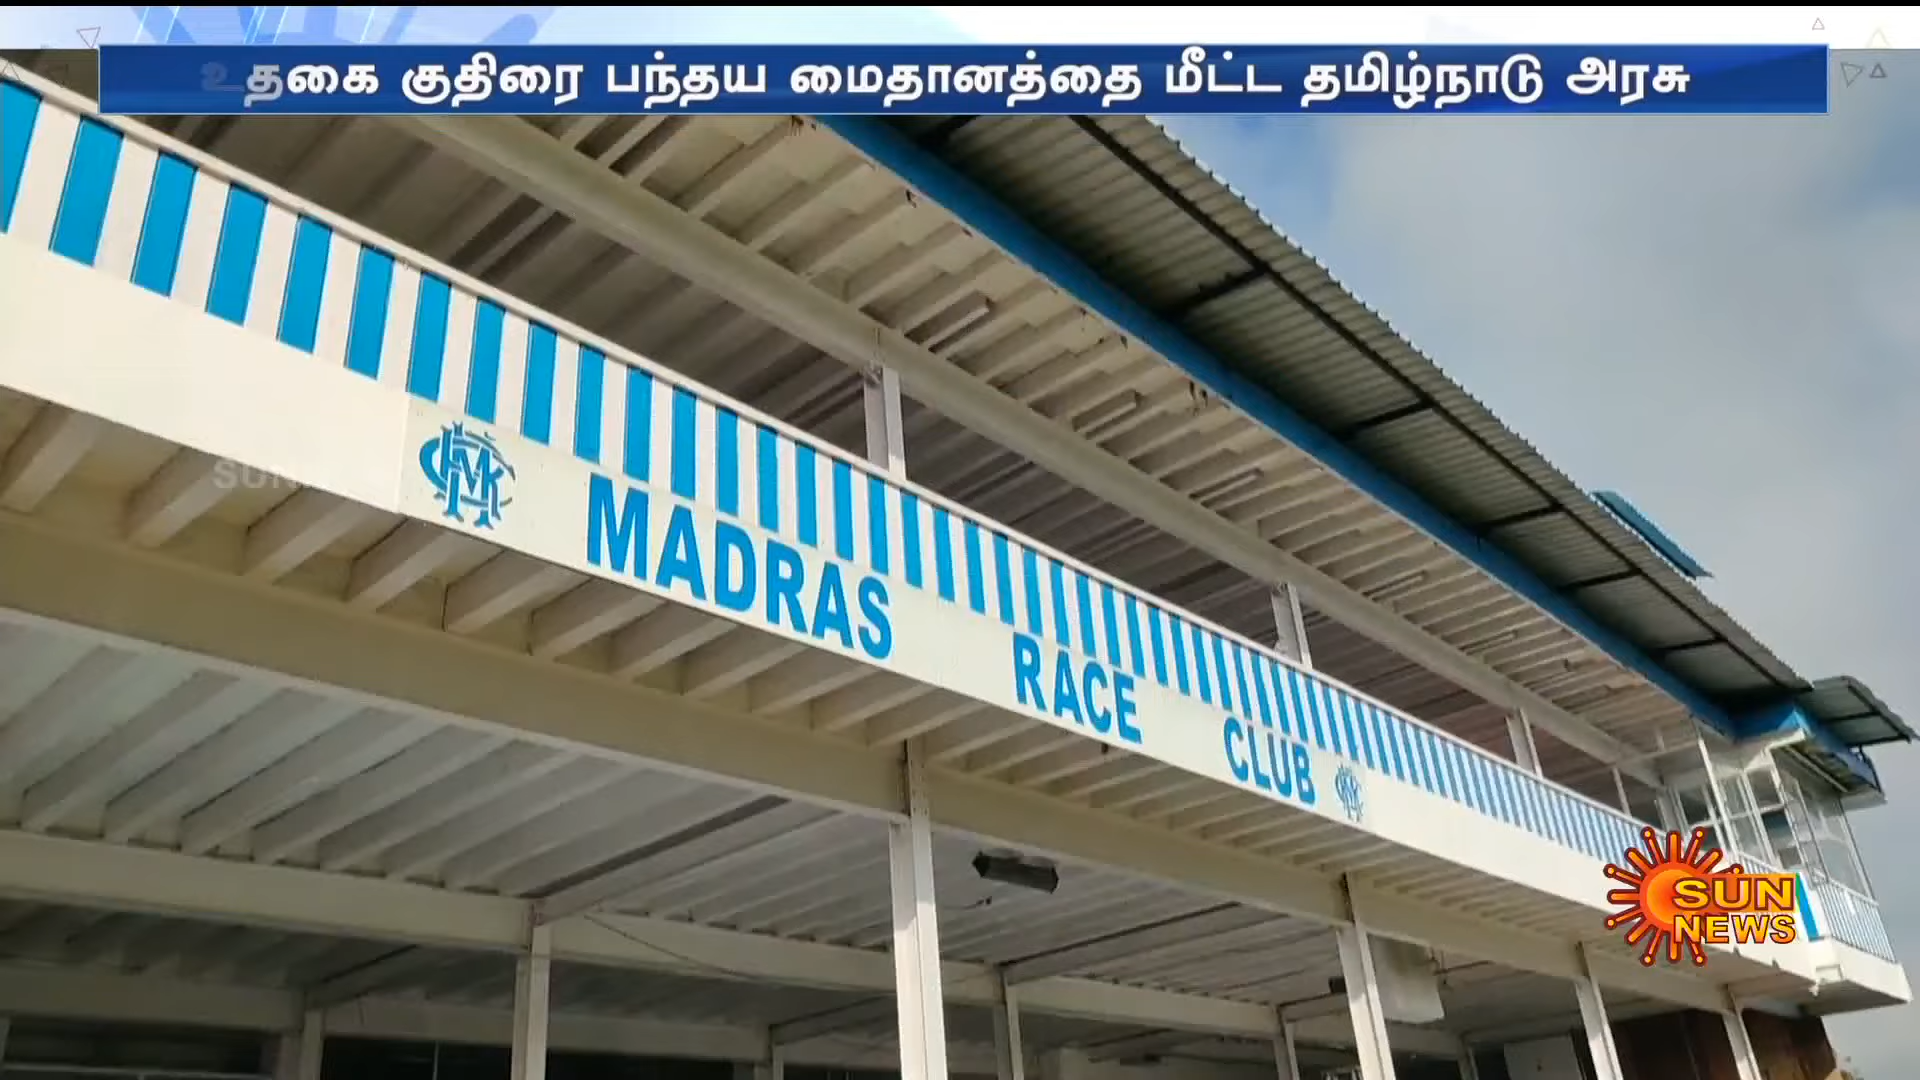 உதகை குதிரை பந்தய மைதானத்தை மீட்ட தமிழ்நாடு அரசு
MADRAS RACE CLUB
SUN
NEWS